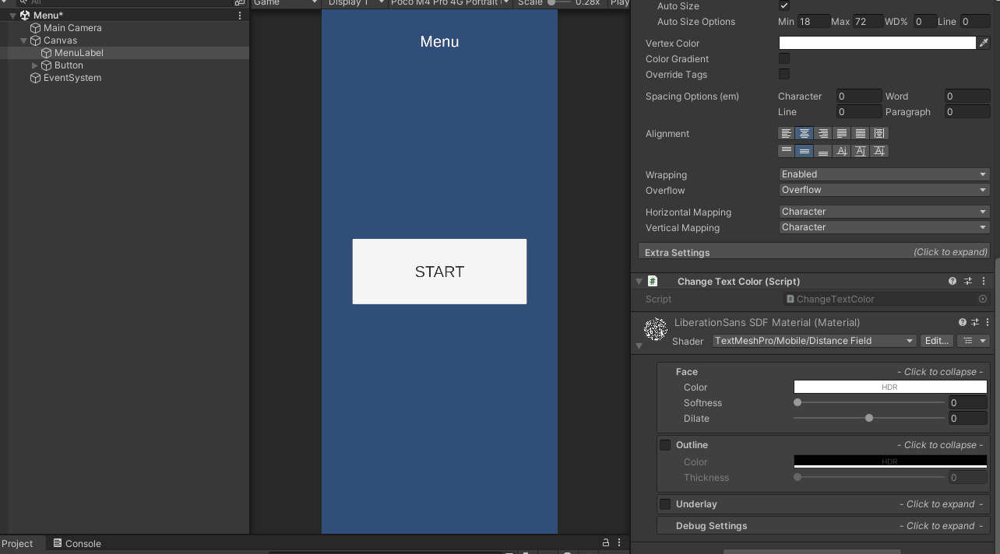 All
Menu*
Main Camera
Canvas
MenuLabel
Button
EventSystem
Game
Display 1
Poco M4 Pro 4G Portrait
Scale
0.28x
Play
Menu
START
Project
Console
Auto Size
Auto Size Options Min 18 Max 72 WD% 0 Line 0
Vertex Color
Color Gradient
Override Tags
Spacing Options (em) Character 0 Word 0
Line 0 Paragraph 0
Alignment
Wrapping Enabled
Overflow Overflow
Horizontal Mapping Character
Vertical Mapping Character
Extra Settings (Click to expand)
# Change Text Color (Script)
Script # ChangeTextColor
LiberationSans SDF Material (Material)
Shader TextMeshPro/Mobile/Distance Field Edit...
Face - Click to collapse -
Color HDR
Softness 0
Dilate 0
Outline - Click to collapse -
Color HDR
Thickness 0
Underlay - Click to expand -
Debug Settings - Click to expand -